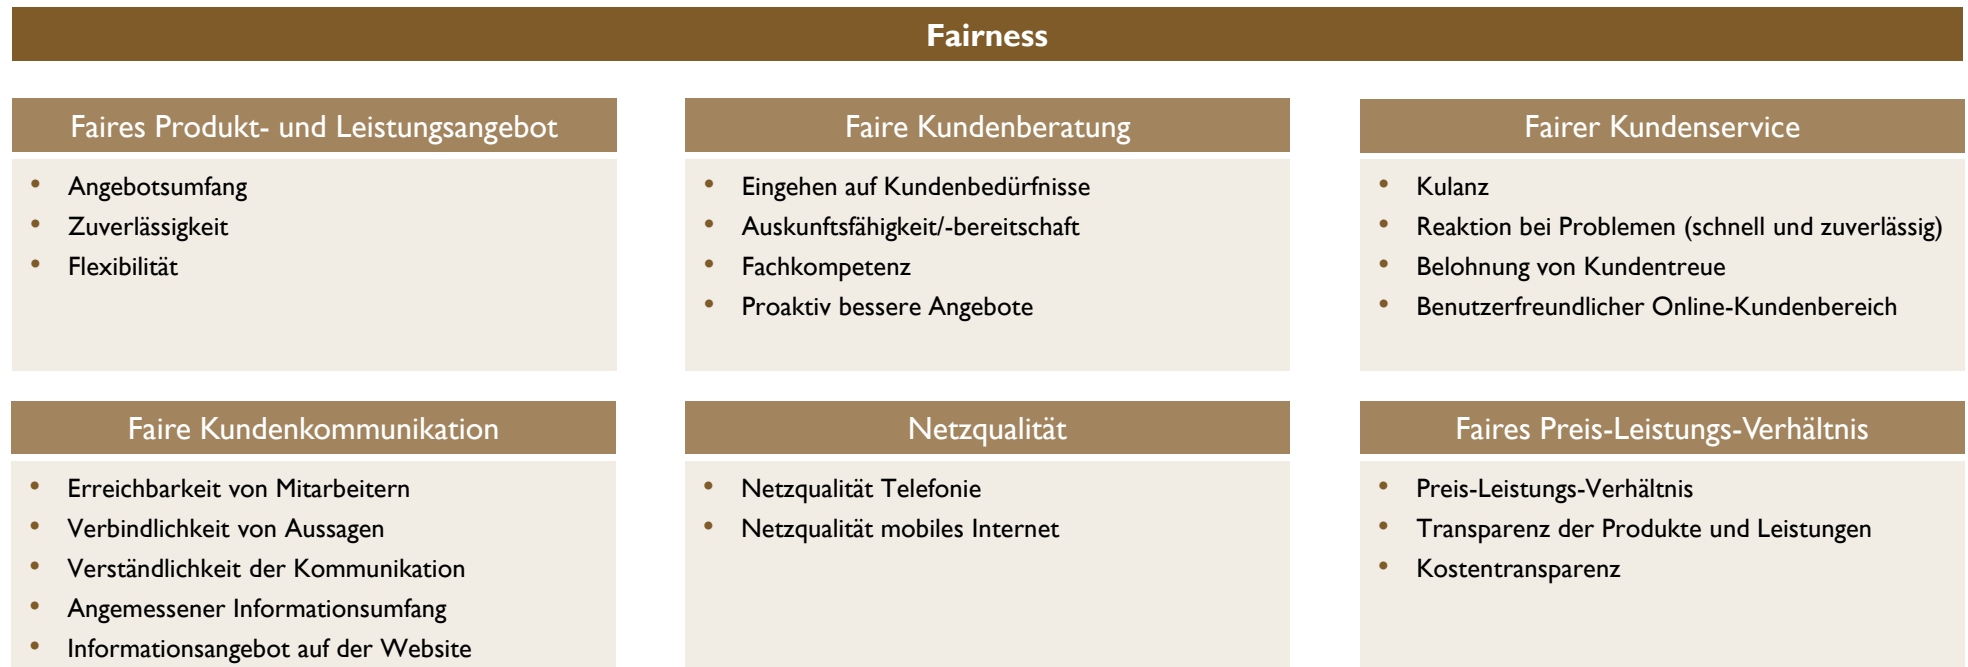 Fairness
Faires Produkt- und Leistungsangebot
• Angebotsumfang
• Zuverlässigkeit
• Flexibilität
Faire Kundenberatung
• Eingehen auf Kundenbedürfnisse
• Auskunftsfähigkeit/-bereitschaft
• Fachkompetenz
• Proaktiv bessere Angebote
Fairer Kundenservice
• Kulanz
• Reaktion bei Problemen (schnell und zuverlässig)
• Belohnung von Kundentreue
• Benutzerfreundlicher Online-Kundenbereich
Faire Kundenkommunikation
• Erreichbarkeit von Mitarbeitern
• Verbindlichkeit von Aussagen
• Verständlichkeit der Kommunikation
• Angemessener Informationsumfang
• Informationsangebot auf der Website
Netzqualität
• Netzqualität Telefonie
• Netzqualität mobiles Internet
Faires Preis-Leistungs-Verhältnis
• Preis-Leistungs-Verhältnis
• Transparenz der Produkte und Leistungen
• Kostentransparenz